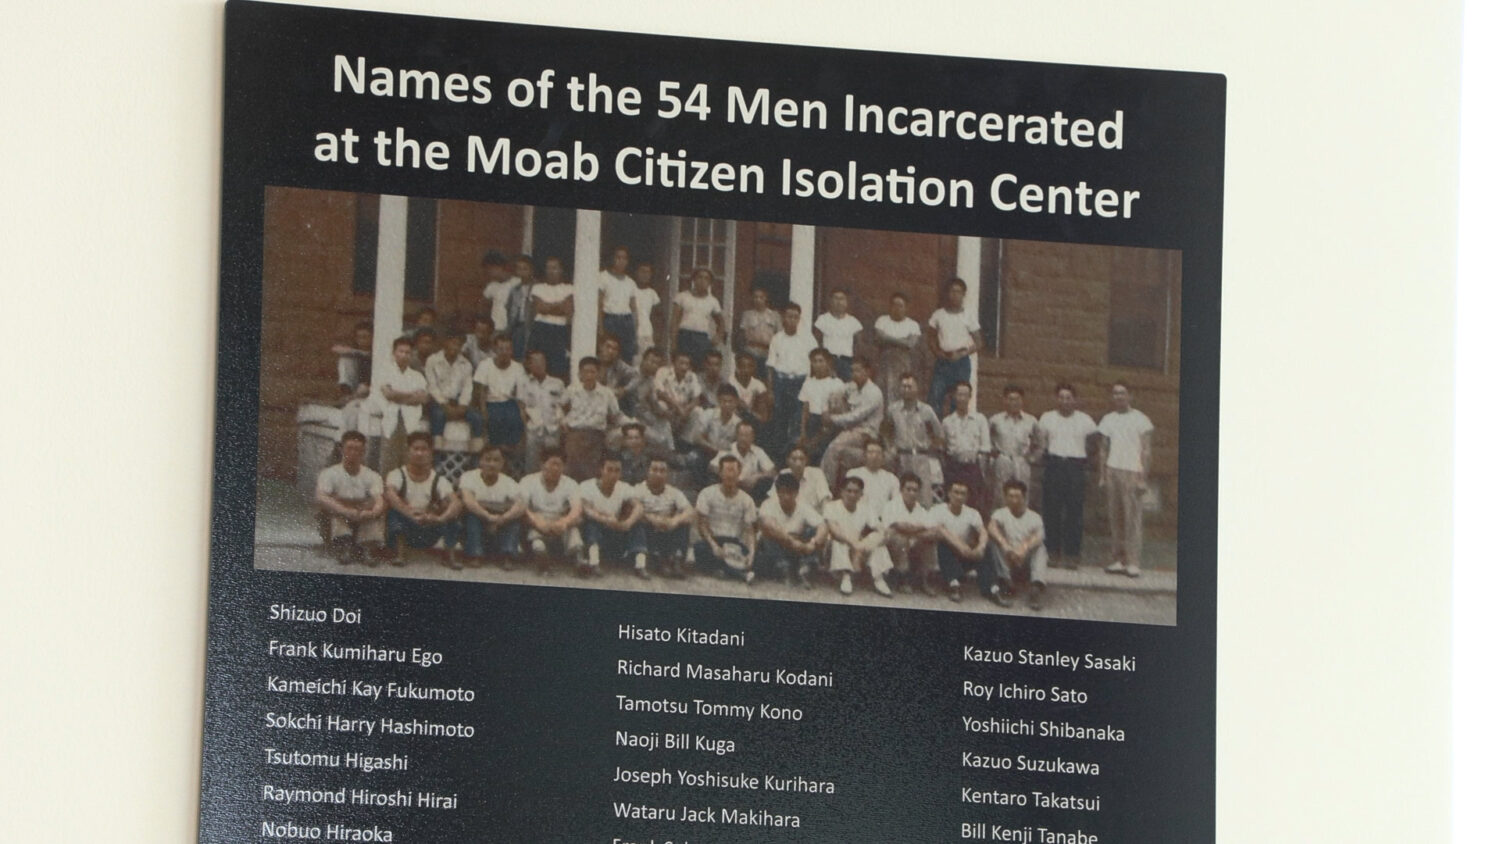 Names of the 54 Men Incarcerated
at the Moab Citizen Isolation Center
Shizuo Doi
Frank Kumiharu Ego
Kameichi Kay Fukumoto
Sokchi Harry Hashimoto
Tsutomu Higashi
Raymond Hiroshi Hirai
Nobuo Hiraoka
Hisato Kitadani
Richard Masaharu Kodani
Tamotsu Tommy Kono
Naoji Bill Kuga
Joseph Yoshisuke Kurihara
Wataru Jack Makihara
Kazuo Stanley Sasaki
Roy Ichiro Sato
Yoshiichi Shibanaka
Kazuo Suzukawa
Kentaro Takatsui
Bill Kenji Tanabe